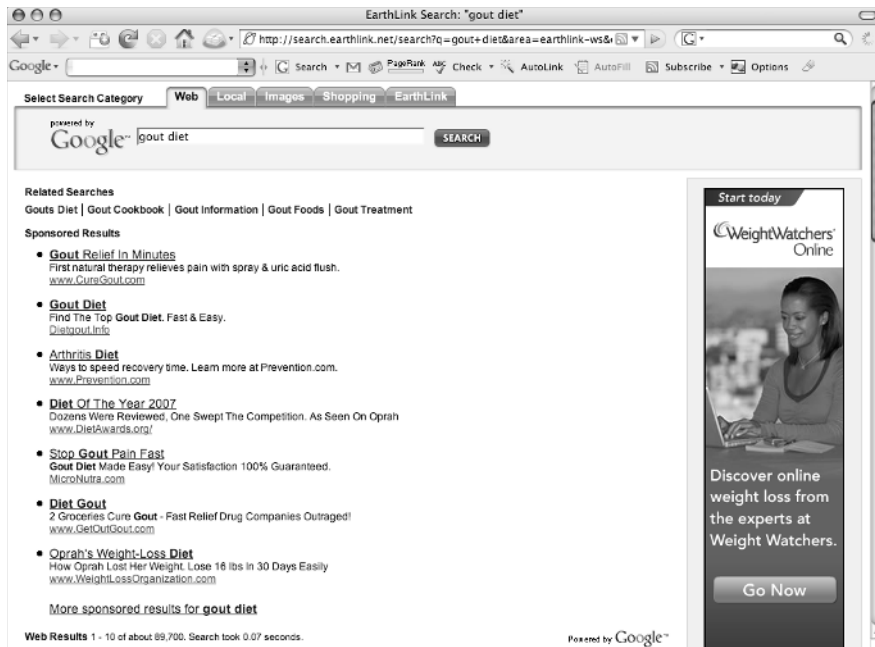 EarthLink Search: "gout diet"
http://search.earthlink.net/search?q=gout+diet&area=earthlink-ws&
Google
Search
PageRank
ABC Check
AutoLink
AutoFill
Subscribe
Options
Select Search Category
Web
Local
Images
Shopping
EarthLink
powered by
Google™
gout diet
SEARCH
Related Searches
Gouts Diet | Gout Cookbook | Gout Information | Gout Foods | Gout Treatment
Sponsored Results
• Gout Relief In Minutes
First natural therapy relieves pain with spray & uric acid flush.
www.CureGout.com
• Gout Diet
Find The Top Gout Diet. Fast & Easy.
Dietgout.Info
• Arthritis Diet
Ways to speed recovery time. Learn more at Prevention.com.
www.Prevention.com
• Diet Of The Year 2007
Dozens Were Reviewed, One Swept The Competition. As Seen On Oprah
www.DietAwards.org/
• Stop Gout Pain Fast
Gout Diet Made Easy! Your Satisfaction 100% Guaranteed.
MicroNutra.com
• Diet Gout
2 Groceries Cure Gout - Fast Relief Drug Companies Outraged!
www.GetOutGout.com
• Oprah's Weight-Loss Diet
How Oprah Lost Her Weight. Lose 16 lbs In 30 Days Easily
www.WeightLossOrganization.com
More sponsored results for gout diet
Web Results 1 - 10 of about 89,700. Search took 0.07 seconds.
Powered by Google™
Start today
WeightWatchers
Online
Discover online
weight loss from
the experts at
Weight Watchers.
Go Now